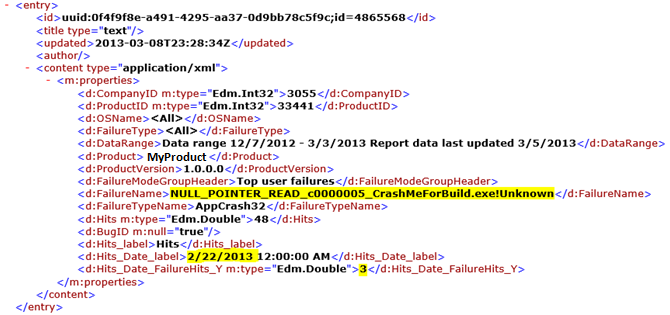 - <entry>
<id>uuid:0f4f9f8e-a491-4295-aa37-0d9bb78c5f9c;id=4865568</id>
<title type="text"/>
<updated>2013-03-08T23:28:34Z</updated>
<author/>
- <content type="application/xml">
- <m:properties>
<d:CompanyID m:type="Edm.Int32">3055</d:CompanyID>
<d:ProductID m:type="Edm.Int32">33441</d:ProductID>
<d:OSName><All></d:OSName>
<d:FailureType><All></d:FailureType>
<d:DataRange>Data range 12/7/2012 - 3/3/2013 Report data last updated 3/5/2013</d:DataRange>
<d:Product> MyProduct </d:Product>
<d:ProductVersion>1.0.0.0</d:ProductVersion>
<d:FailureModeGroupHeader>Top user failures</d:FailureModeGroupHeader>
<d:FailureName>NULL_POINTER_READ_c0000005_CrashMeForBuild.exe!Unknown</d:FailureName>
<d:FailureTypeName>AppCrash32</d:FailureTypeName>
<d:Hits m:type="Edm.Double">48</d:Hits>
<d:BugID m:null="true"/>
<d:Hits_label>Hits</d:Hits_label>
<d:Hits_Date_label>2/22/2013 12:00:00 AM</d:Hits_Date_label>
<d:Hits_Date_FailureHits_Y m:type="Edm.Double">3</d:Hits_Date_FailureHits_Y>
</m:properties>
</content>
</entry>